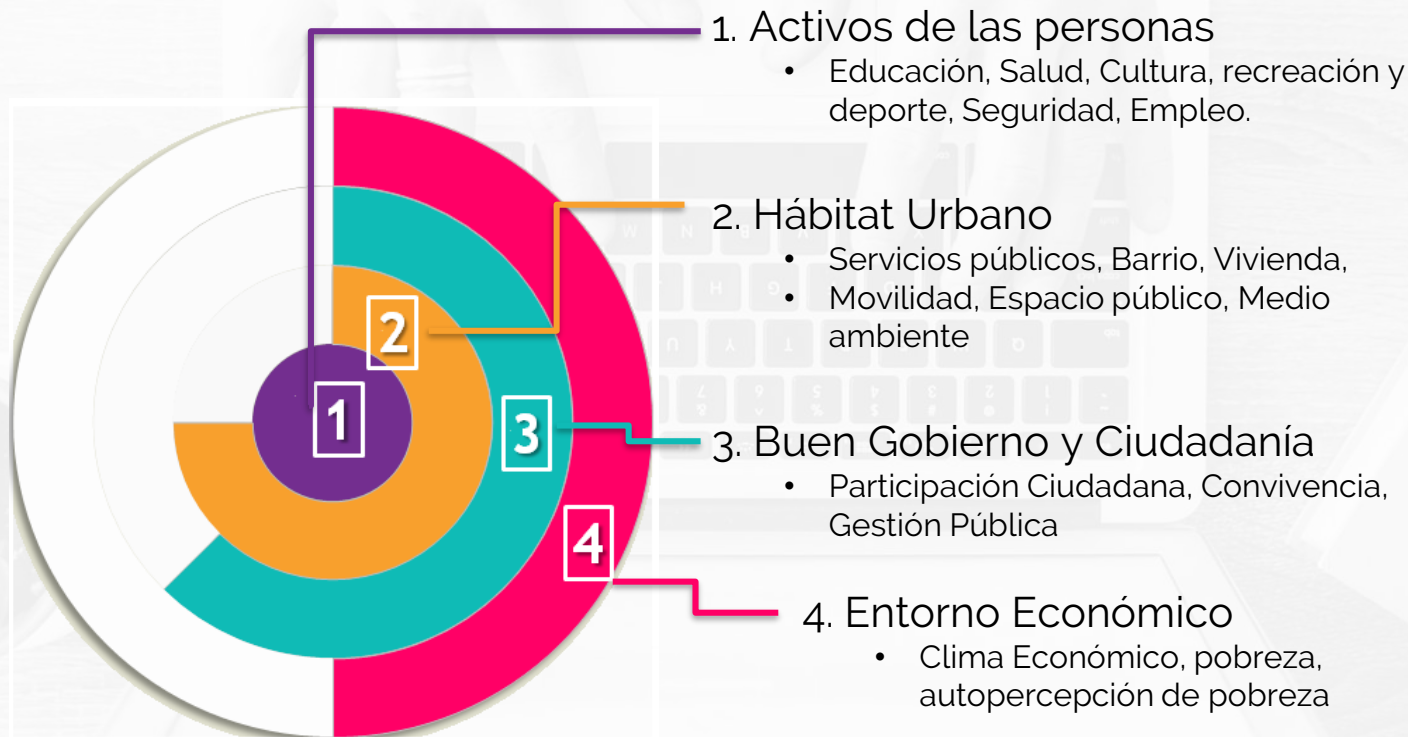 1. Activos de las personas
• Educación, Salud, Cultura, recreación y
deporte, Seguridad, Empleo.
2. Hábitat Urbano
• Servicios públicos, Barrio, Vivienda,
• Movilidad, Espacio público, Medio
ambiente
3. Buen Gobierno y Ciudadanía
• Participación Ciudadana, Convivencia,
Gestión Pública
4. Entorno Económico
• Clima Económico, pobreza,
autopercepción de pobreza
2
1
3
4